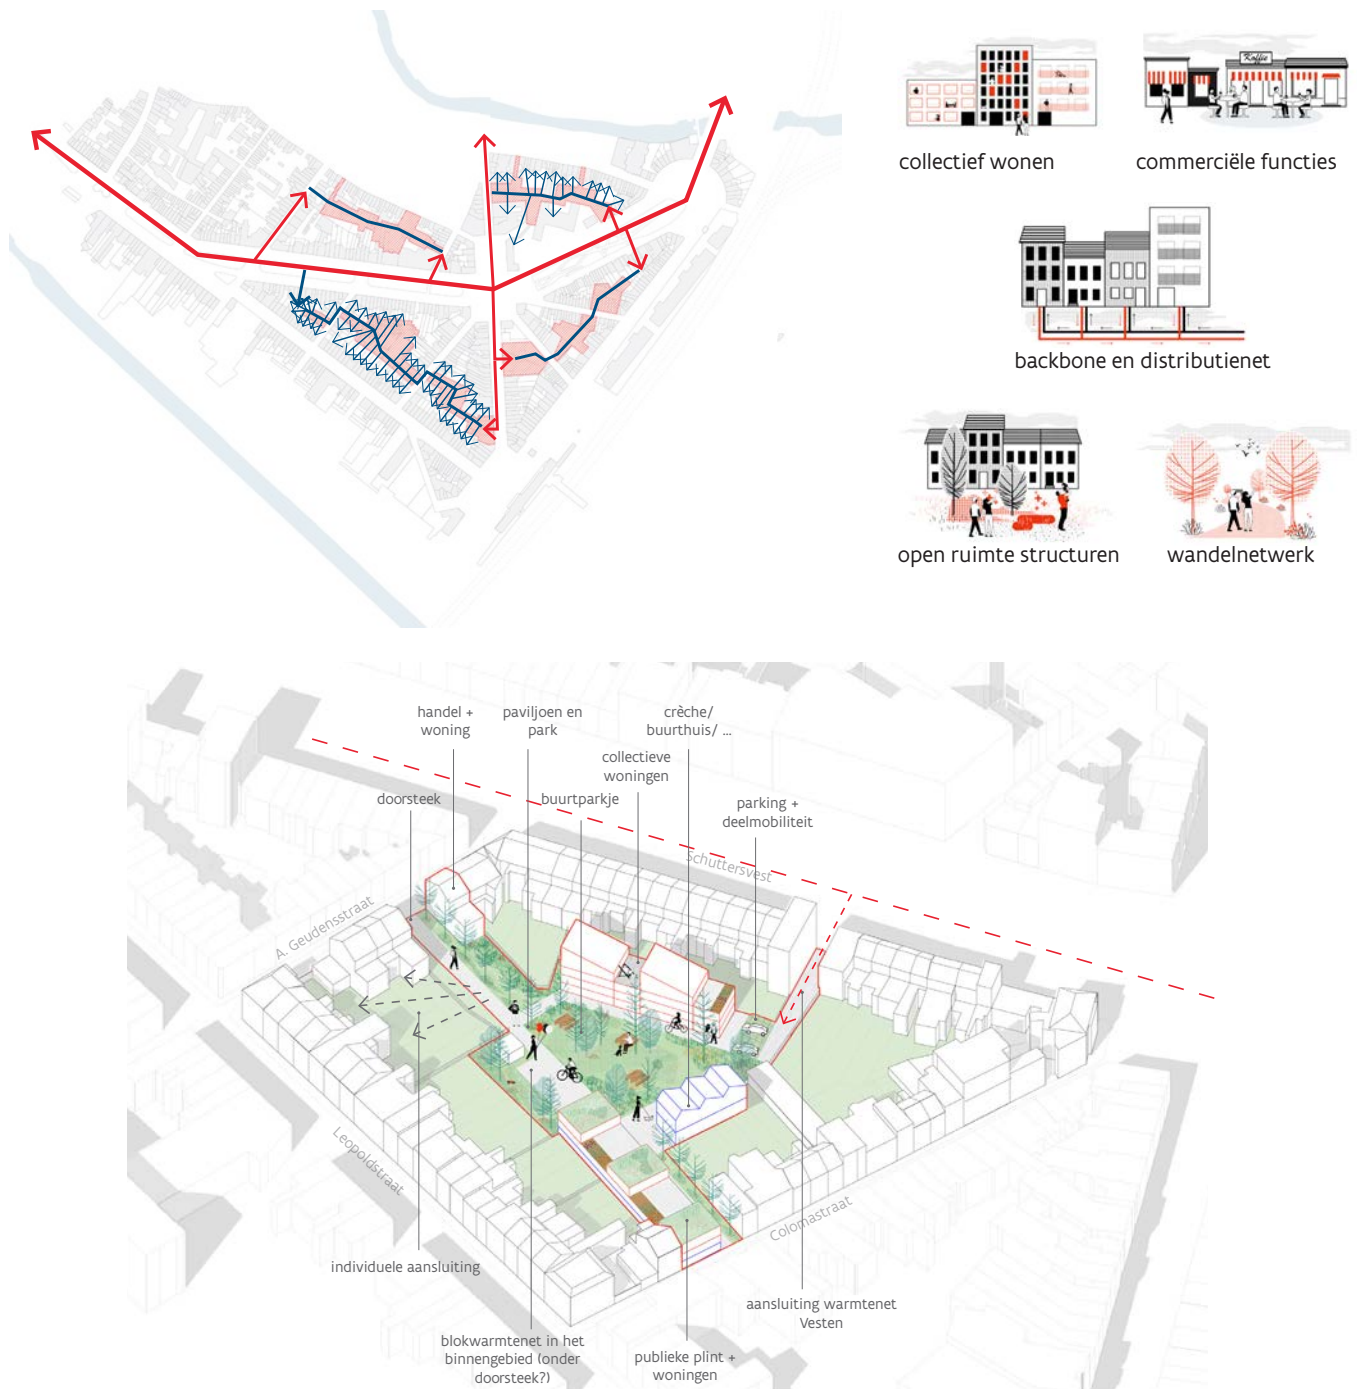 Koffie
collectief wonen
commerciële functies
backbone en distributienet
open ruimte structuren
wandelnetwerk
handel +
woning
paviljoen en
park
crèche/
buurthuis/ ...
collectieve
woningen
doorsteek
buurtparkje
parking +
deelmobiliteit
Schuttersvest
A. Geudensstraat
Leopoldstraat
Colomastraat
individuele aansluiting
aansluiting warmtenet
Vesten
blokwarmtenet in het
binnengebied (onder
doorsteek?)
publieke plint +
woningen